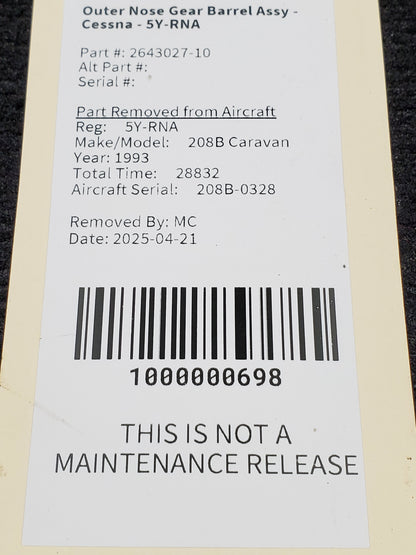 Outer Nose Gear Barrel Assy -
Cessna - 5Y-RNA
Part #: 2643027-10
Alt Part #:
Serial #:
Part Removed from Aircraft
Reg: 5Y-RNA
Make/Model: 208B Caravan
Year: 1993
Total Time: 28832
Aircraft Serial: 208B-0328
Removed By: MC
Date: 2025-04-21
1000000698
THIS IS NOT A
MAINTENANCE RELEASE